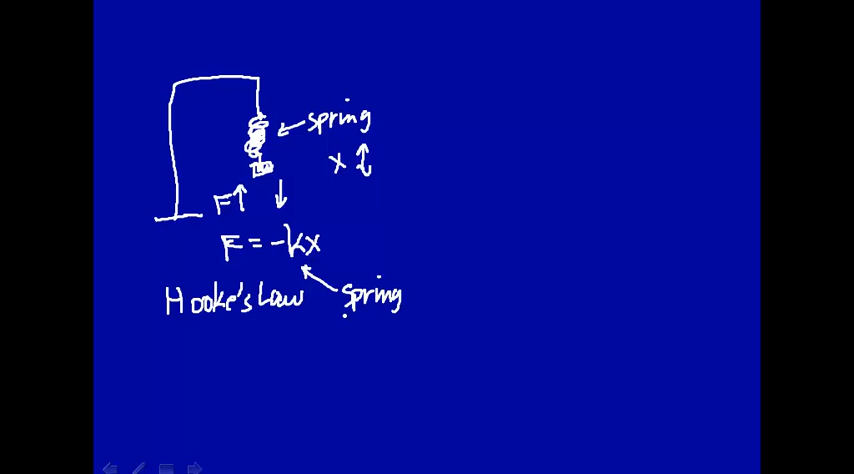 spring
x
F
F = -kx
Hooke's Law
spring